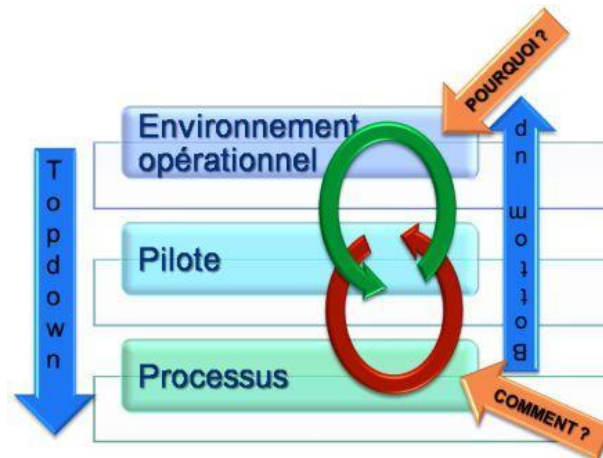 POURQUOI ?
Environnement
opérationnel
Topdown
Bottom up
Pilote
Processus
COMMENT ?